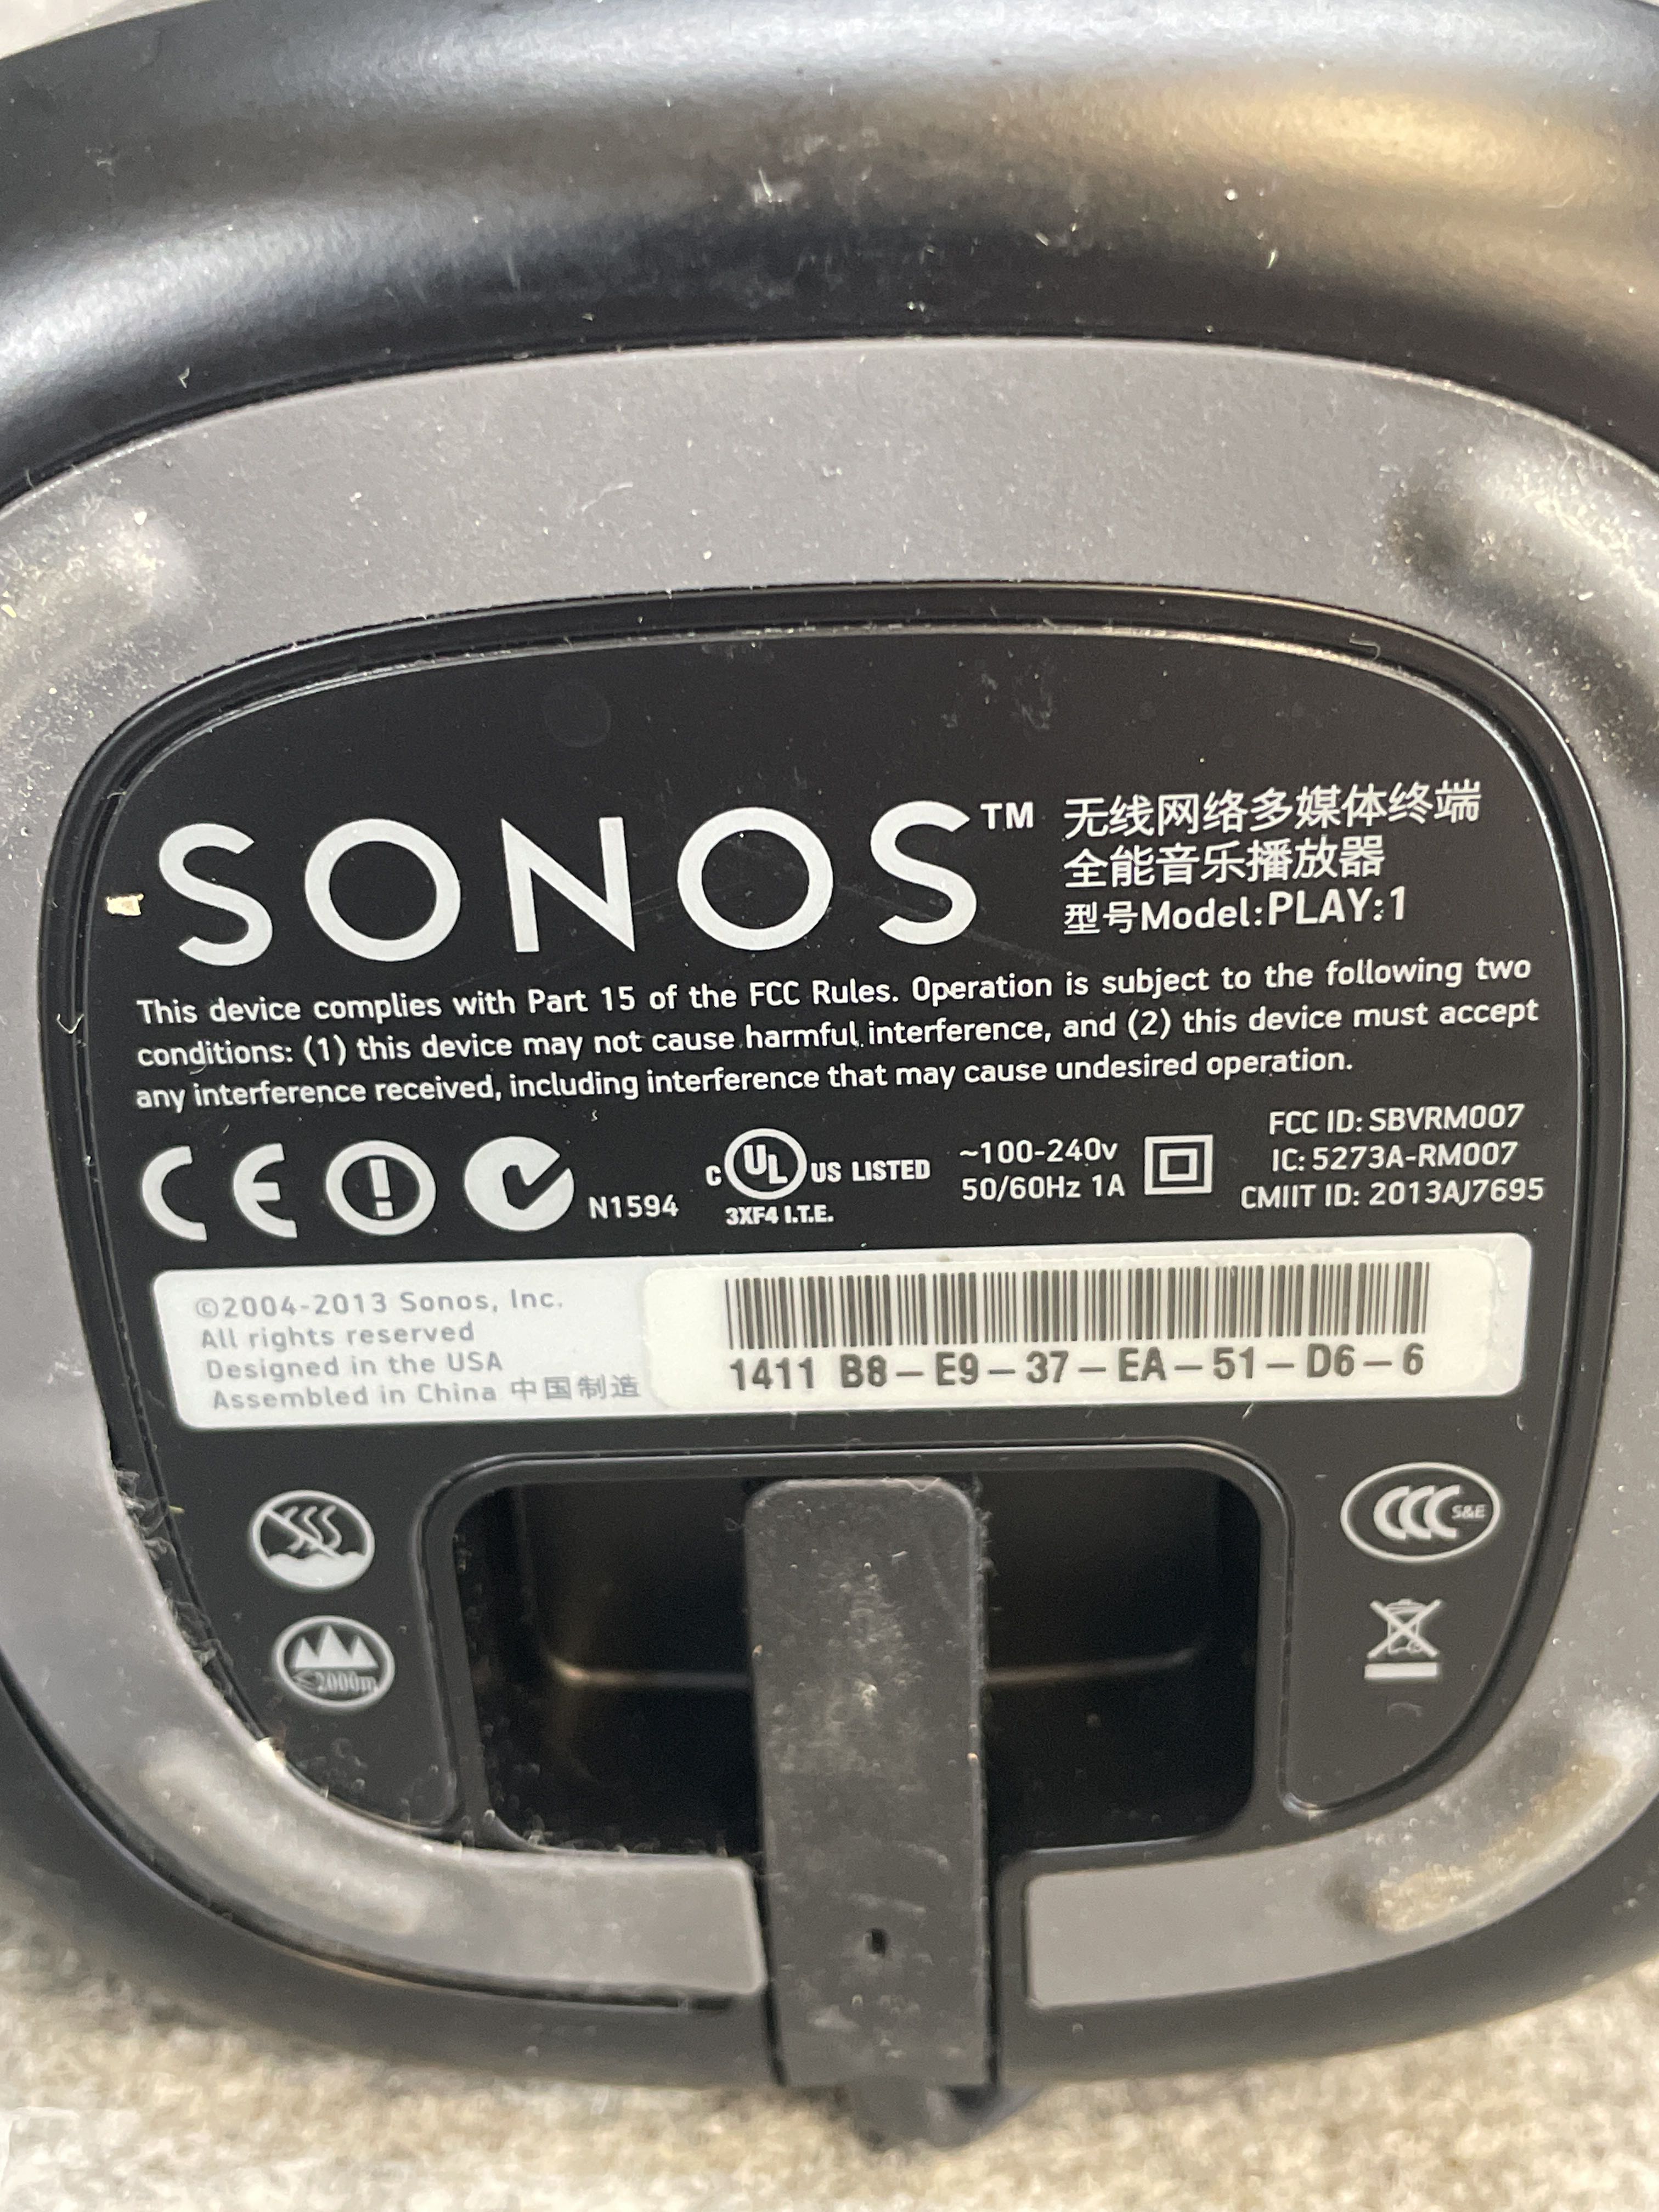 SONOS™
无线网络多媒体终端
全能音乐播放器
型号Model:PLAY:1
This device complies with Part 15 of the FCC Rules. Operation is subject to the following two
conditions: (1) this device may not cause harmful interference, and (2) this device must accept
any interference received, including interference that may cause undesired operation.
CE
N1594
C UL US LISTED
3XF4 I.T.E.
~100-240v
50/60Hz 1A
FCC ID: SBVRM007
IC: 5273A-RM007
CMIIT ID: 2013AJ7695
©2004-2013 Sonos, Inc.
All rights reserved
Designed in the USA
Assembled in China 中国制造
1411 B8-E9-37-EA-51-D6-6
CCC S&E
≤2000m